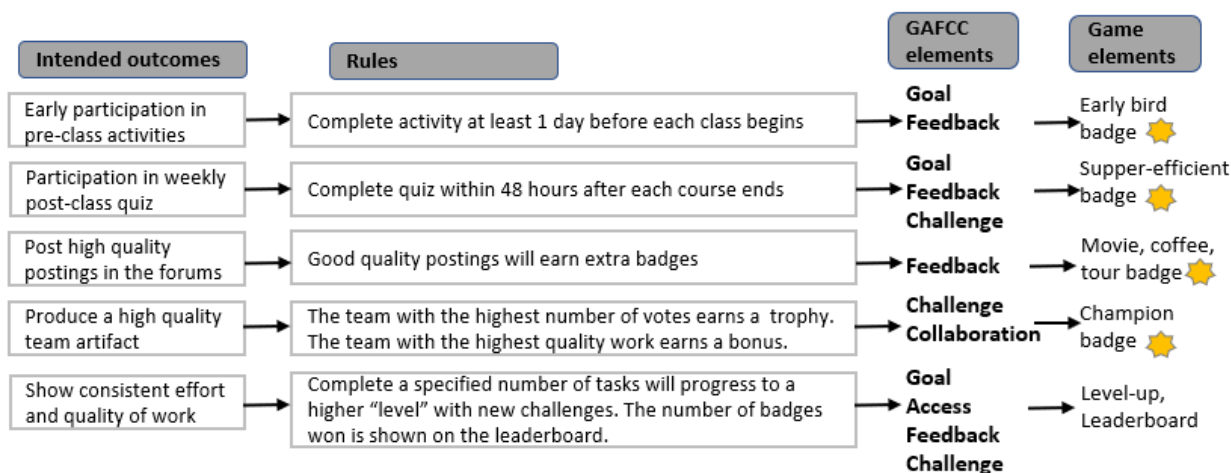 Intended outcomes
Rules
GAFCC
elements
Game
elements
Early participation in
pre-class activities
Complete activity at least 1 day before each class begins
Goal
Feedback
Early bird
badge
Participation in weekly
post-class quiz
Complete quiz within 48 hours after each course ends
Goal
Feedback
Challenge
Supper-efficient
badge
Post high quality
postings in the forums
Good quality postings will earn extra badges
Feedback
Movie, coffee,
tour badge
Produce a high quality
team artifact
The team with the highest number of votes earns a trophy.
The team with the highest quality work earns a bonus.
Challenge
Collaboration
Champion
badge
Show consistent effort
and quality of work
Complete a specified number of tasks will progress to a
higher “level” with new challenges. The number of badges
won is shown on the leaderboard.
Goal
Access
Feedback
Challenge
Level-up,
Leaderboard